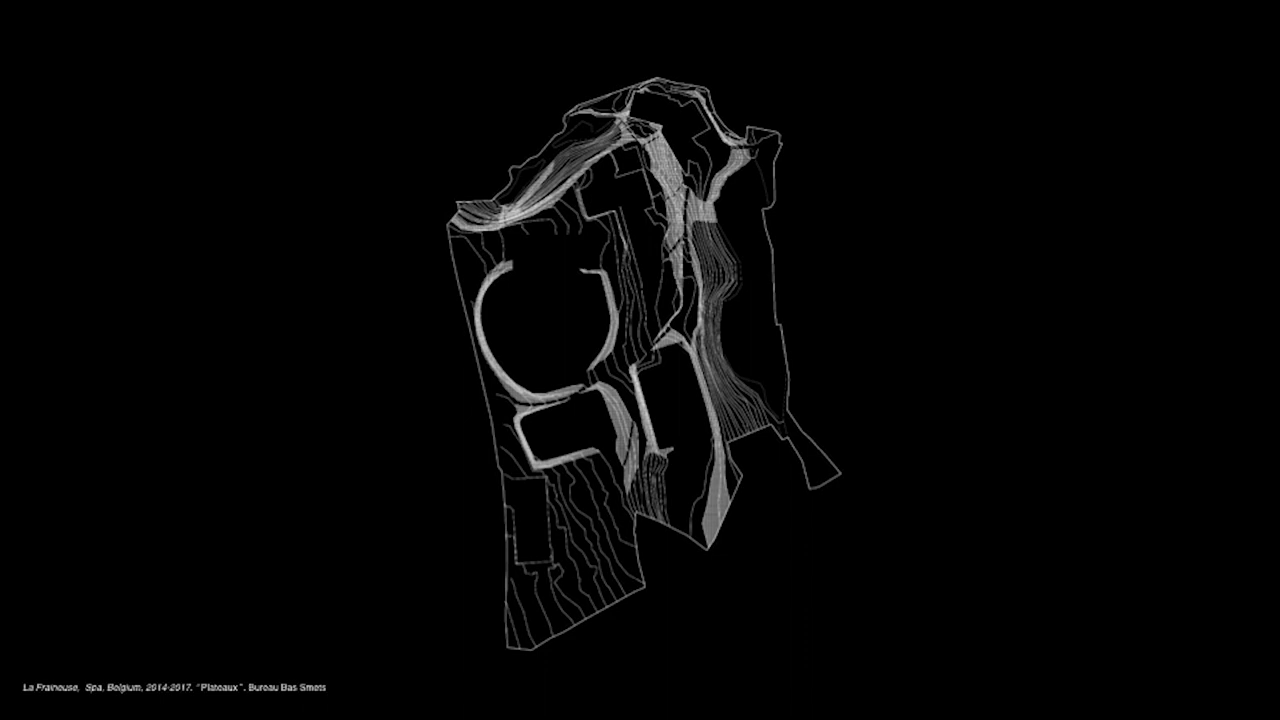 La Fraineuse, Spa, Belgium, 2014-2017. "Plateaux". Bureau Bas Smets